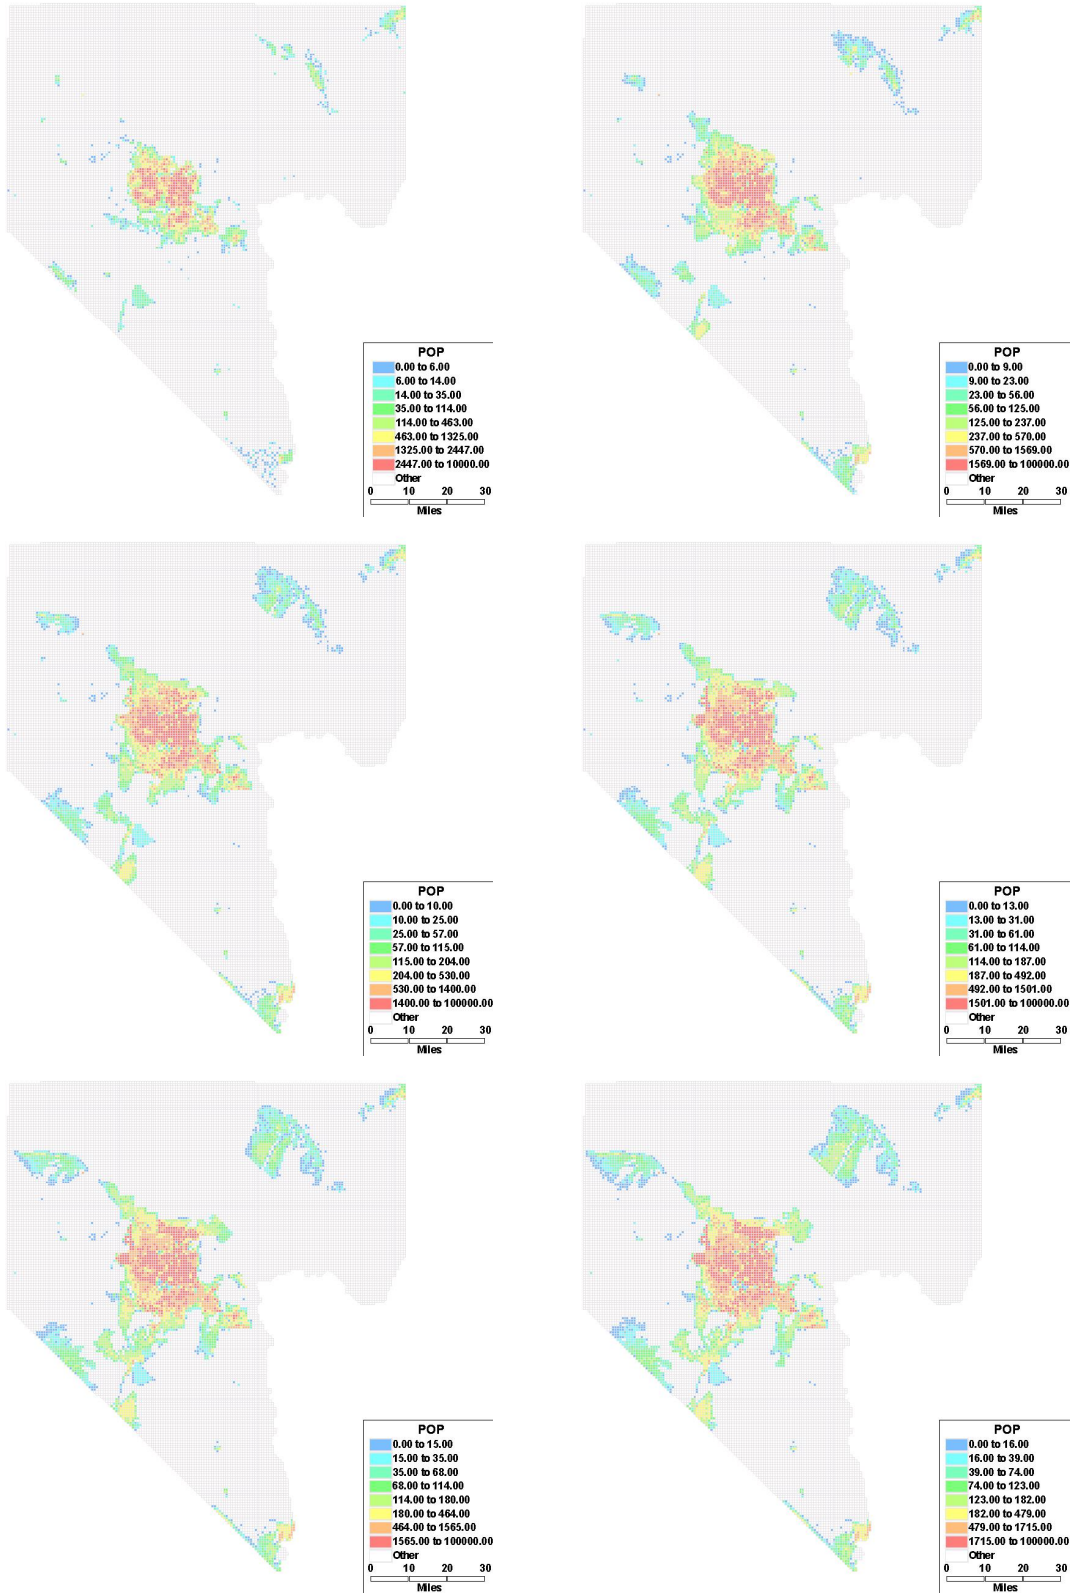 POP
0.00 to 6.00
6.00 to 14.00
14.00 to 35.00
35.00 to 114.00
114.00 to 463.00
463.00 to 1325.00
1325.00 to 2447.00
2447.00 to 10000.00
Other
0 10 20 30
Miles
POP
0.00 to 9.00
9.00 to 23.00
23.00 to 56.00
56.00 to 125.00
125.00 to 237.00
237.00 to 570.00
570.00 to 1569.00
1569.00 to 100000.00
Other
0 10 20 30
Miles
POP
0.00 to 10.00
10.00 to 25.00
25.00 to 57.00
57.00 to 115.00
115.00 to 204.00
204.00 to 530.00
530.00 to 1400.00
1400.00 to 100000.00
Other
0 10 20 30
Miles
POP
0.00 to 13.00
13.00 to 31.00
31.00 to 61.00
61.00 to 114.00
114.00 to 187.00
187.00 to 492.00
492.00 to 1501.00
1501.00 to 100000.00
Other
0 10 20 30
Miles
POP
0.00 to 15.00
15.00 to 35.00
35.00 to 68.00
68.00 to 114.00
114.00 to 180.00
180.00 to 464.00
464.00 to 1565.00
1565.00 to 100000.00
Other
0 10 20 30
Miles
POP
0.00 to 16.00
16.00 to 39.00
39.00 to 74.00
74.00 to 123.00
123.00 to 182.00
182.00 to 479.00
479.00 to 1715.00
1715.00 to 100000.00
Other
0 10 20 30
Miles